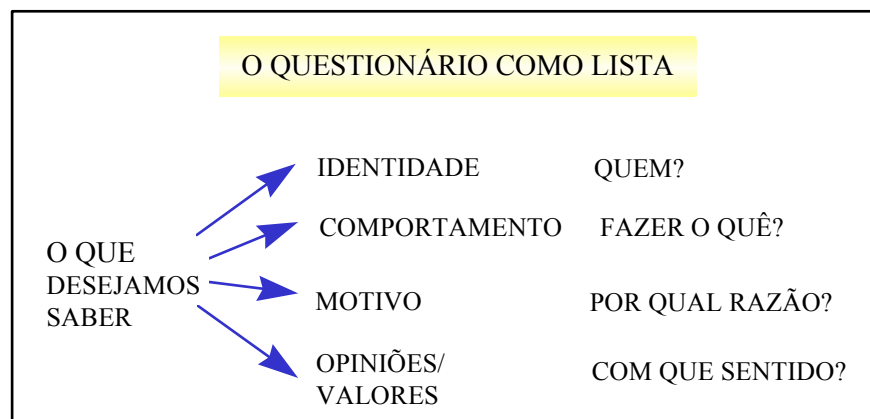 O QUESTIONÁRIO COMO LISTA
IDENTIDADE QUEM?
COMPORTAMENTO FAZER O QUÊ?
O QUE
DESEJAMOS
SABER
MOTIVO POR QUAL RAZÃO?
OPINIÕES/
VALORES
COM QUE SENTIDO?